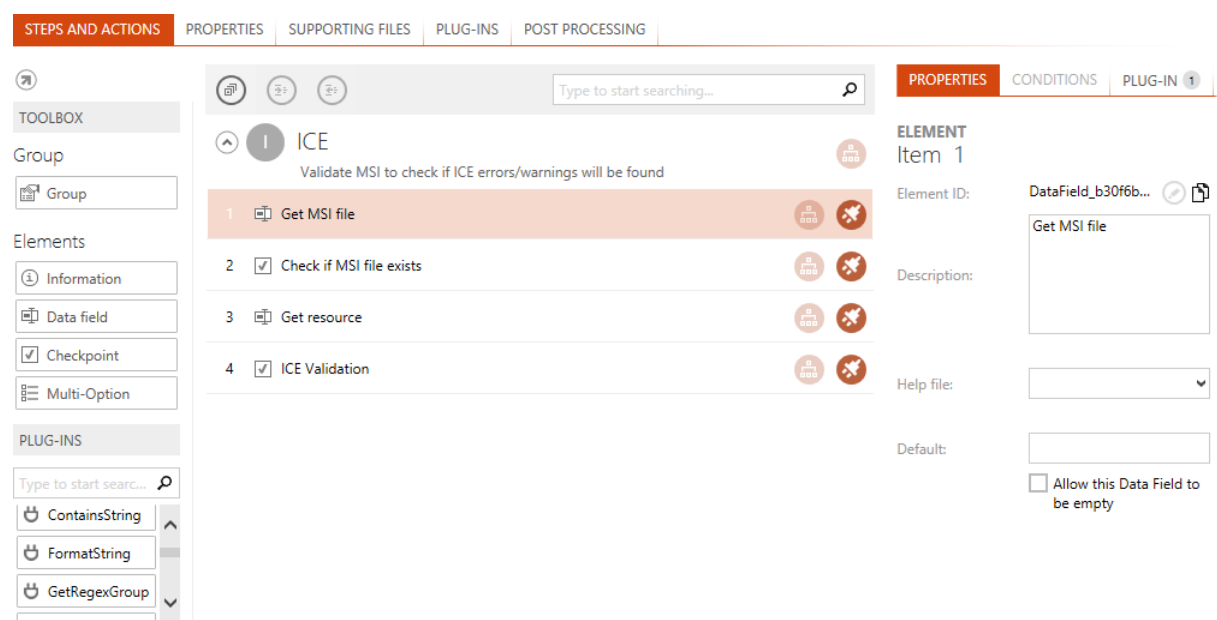 STEPS AND ACTIONS PROPERTIES SUPPORTING FILES PLUG-INS POST PROCESSING
TOOLBOX
Group
Group
Elements
Information
Data field
Checkpoint
Multi-Option
PLUG-INS
Type to start searc...
ContainsString
FormatString
GetRegexGroup
Type to start searching...
I ICE
Validate MSI to check if ICE errors/warnings will be found
1 Get MSI file
2 Check if MSI file exists
3 Get resource
4 ICE Validation
PROPERTIES CONDITIONS PLUG-IN 1
ELEMENT
Item 1
Element ID: DataField_b30f6b...
Get MSI file
Description:
Help file:
Default:
Allow this Data Field to
be empty